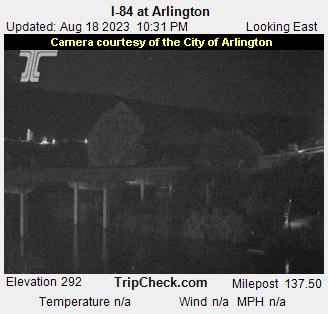 I-84 at Arlington
Updated: Aug 18 2023 10:31 PM Looking East
Camera courtesy of the City of Arlington
Elevation 292 TripCheck.com Milepost 137.50
Temperature n/a Wind n/a MPH n/a